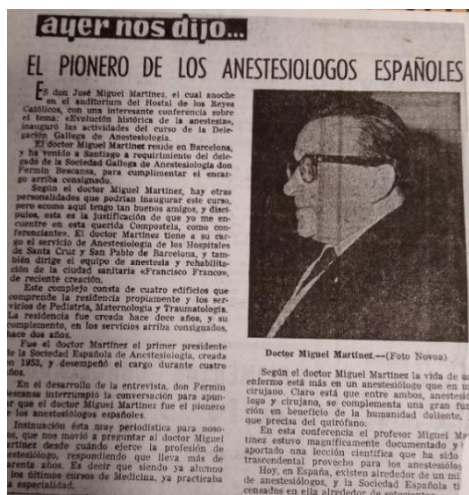 ayer nos dijo...
EL PIONERO DE LOS ANESTESIOLOGOS ESPAÑOLES
ES don José Miguel Martínez, el cual anoche
en el auditorium del Hostal de los Reyes
Católicos, con una interesante conferencia sobre
el tema: «Evolución histórica de la anestesia»,
inauguró las actividades del curso de la Dele-
gación Gallega de Anestesiología.
El doctor Miguel Martínez reside en Barcelona,
y ha venido a Santiago a requirimiento del dele-
gado de la Sociedad Gallega de Anestesiología don
Fermín Bescansa, para cumplimentar el encar-
go arriba consignado.
Según el doctor Miguel Martínez, hay otras
personalidades que podrían inaugurar este curso,
pero «como aquí tengo tan buenos amigos, y discí-
pulos, esta es la justificación de que yo me en-
cuentre en esta querida Compostela, como con-
ferenciante». El doctor Martínez tiene a su car-
go el servicio de Anestesiología de los Hospitales
de Santa Cruz y San Pablo de Barcelona, y tam-
bién dirige el equipo de anestesia y rehabilita-
ción de la ciudad sanitaria «Francisco Franco»,
de reciente creación.
Este complejo consta de cuatro edificios que
comprende la residencia propiamente y los ser-
vicios de Pediatría, Maternología y Traumatología.
La residencia fue creada hace doce años, y su
complemento, en los servicios arriba consignados,
hace dos años.
Fue el doctor Martínez el primer presidente
de la Sociedad Española de Anestesiología, creada
en 1953, y desempeñó el cargo durante cuatro
años.
En el desarrollo de la entrevista, don Fermín
Bescansa interrumpió la conversación para apun-
tar que el doctor Miguel Martínez fue el pionero
de los anestesiólogos españoles.
Insinuación ésta muy periodística para noso-
tros, que nos movió a preguntar al doctor Miguel
Martínez desde cuándo ejerce la profesión de
anestesiólogo, respondiendo que lleva más de
cuarenta años. Es decir que siendo ya alumno
de los últimos cursos de Medicina, ya practicaba
la especialidad.
Doctor Miguel Martínez.—(Foto Novoa)
Según el doctor Martínez la vida de un
enfermo está más en un anestesiólogo que en un
cirujano. Claro está que entre ambos, anestesió-
logo y cirujano, se complementa una gran fun-
ción en beneficio de la humanidad doliente,
que precisa del quirófano.
En esta conferencia el profesor Miguel Mar-
tínez estuvo magníficamente documentado y
aportado una lección científica que ha sido
trascendental provecho para los anestesiólog
Hoy, en España, existen alrededor de un mi
de anestesiólogos, y la Sociedad Española ti
censados en ella alrededor de